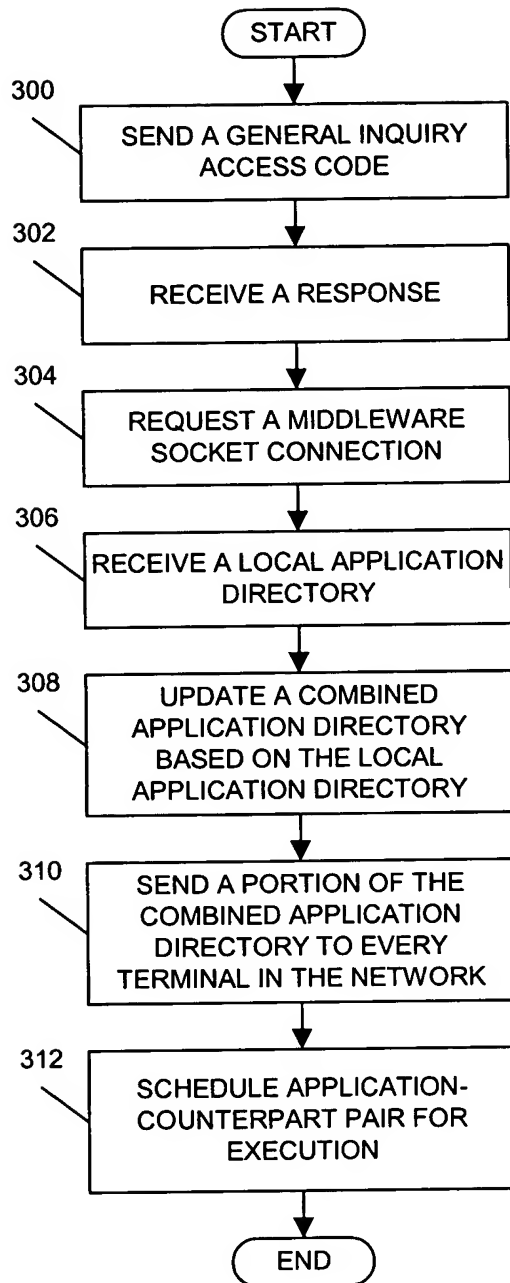 START
300
SEND A GENERAL INQUIRY
ACCESS CODE
302
RECEIVE A RESPONSE
304
REQUEST A MIDDLEWARE
SOCKET CONNECTION
306
RECEIVE A LOCAL APPLICATION
DIRECTORY
308
UPDATE A COMBINED
APPLICATION DIRECTORY
BASED ON THE LOCAL
APPLICATION DIRECTORY
310
SEND A PORTION OF THE
COMBINED APPLICATION
DIRECTORY TO EVERY
TERMINAL IN THE NETWORK
312
SCHEDULE APPLICATION-
COUNTERPART PAIR FOR
EXECUTION
END